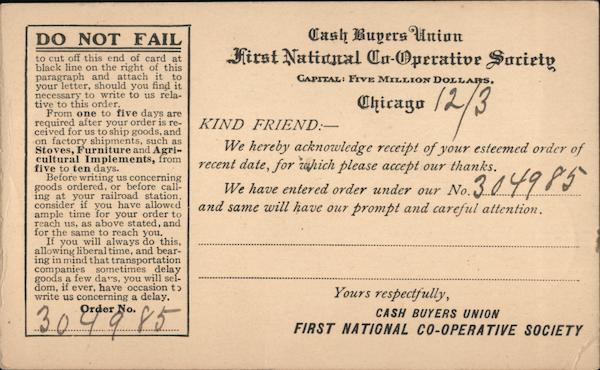 DO NOT FAIL
to cut off this end of card at
black line on the right of this
paragraph and attach it to
your letter, should you find it
necessary to write to us rela-
tive to this order.
From one to five days are
required after your order is re-
ceived for us to ship goods, and
on factory shipments, such as
Stoves, Furniture and Agri-
cultural Implements, from
five to ten days.
Before writing us concerning
goods ordered, or before call-
ing at your railroad station,
consider if you have allowed
ample time for your order to
reach us, as above stated, and
for the same to reach you.
If you will always do this,
allowing liberal time, and bear-
ing in mind that transportation
companies sometimes delay
goods a few days, you will sel-
dom, if ever, have occasion to
write us concerning a delay.
Order No.
304985
Cash Buyers Union
First National Co-Operative Society
CAPITAL: FIVE MILLION DOLLARS.
Chicago 12/3
KIND FRIEND:—
We hereby acknowledge receipt of your esteemed order of
recent date, for which please accept our thanks.
We have entered order under our No. 304985
and same will have our prompt and careful attention.
Yours respectfully,
CASH BUYERS UNION
FIRST NATIONAL CO-OPERATIVE SOCIETY